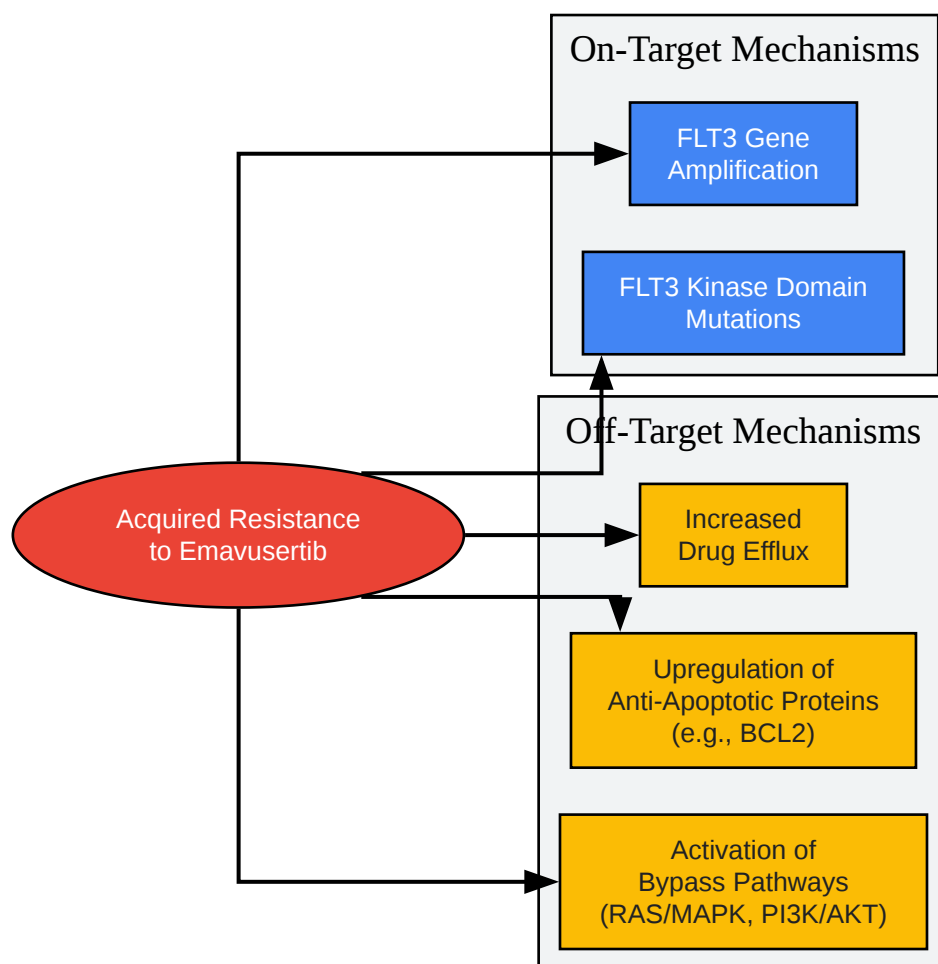 On-Target Mechanisms
FLT3 Gene
Amplification
FLT3 Kinase Domain
Mutations
Off-Target Mechanisms
Acquired Resistance
to Emavusertib
Increased
Drug Efflux
Upregulation of
Anti-Apoptotic Proteins
(e.g., BCL2)
Activation of
Bypass Pathways
(RAS/MAPK, PI3K/AKT)